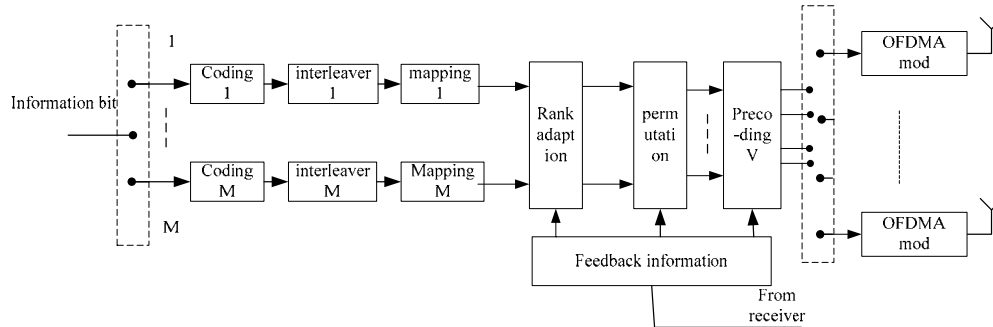 Information bit
1
Coding
1
interleaver
1
mapping
1
Coding
M
interleaver
M
Mapping
M
M
Rank
adapt
ion
perm
utati
on
Preco
-ding
V
OFDMA
mod
OFDMA
mod
Feedback information
From
receiver